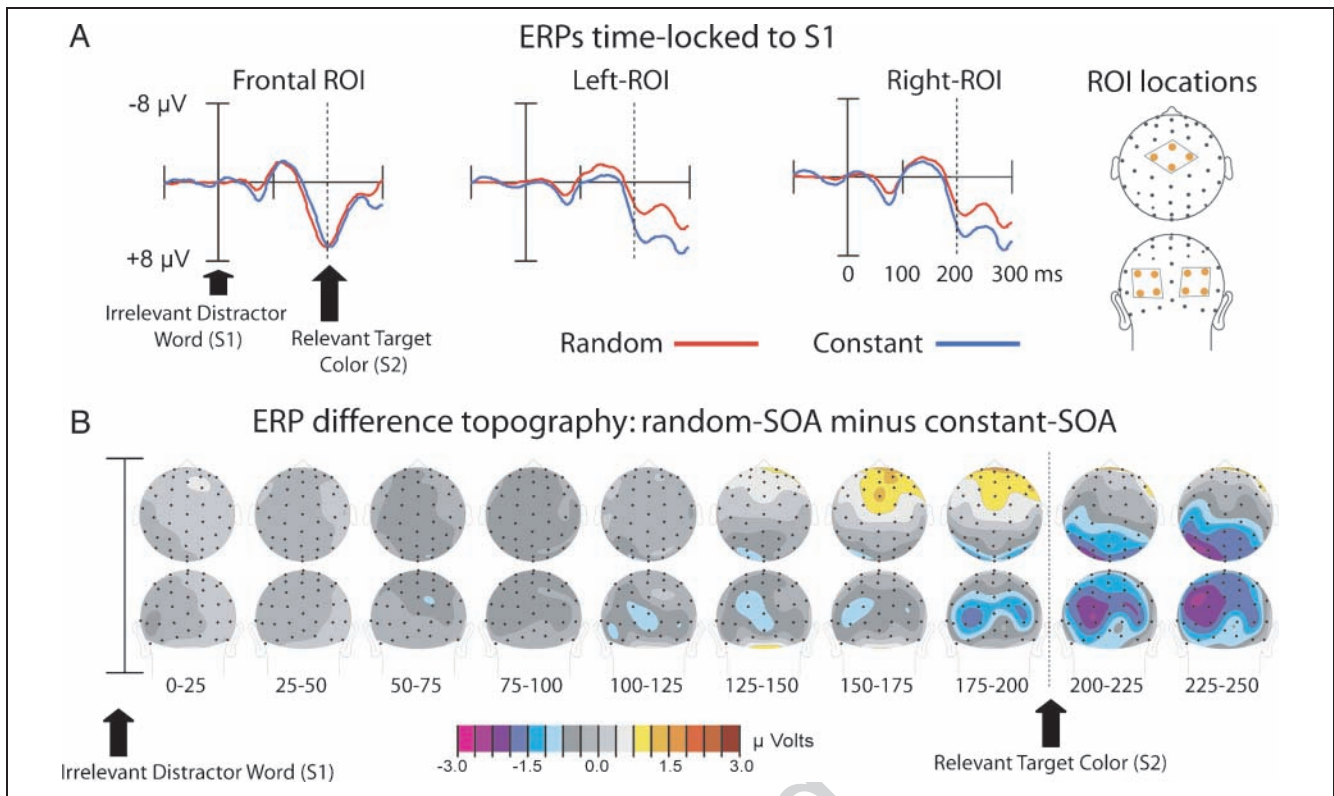 A
ERPs time-locked to S1
Frontal ROI
Left-ROI
Right-ROI
ROI locations
-8 μV
+8 μV
0 100 200 300 ms
Irrelevant Distractor
Word (S1)
Relevant Target
Color (S2)
Random
Constant
B
ERP difference topography: random-SOA minus constant-SOA
0-25 25-50 50-75 75-100 100-125 125-150 150-175 175-200 200-225 225-250
μ Volts
-3.0 -1.5 0.0 1.5 3.0
Irrelevant Distractor Word (S1)
Relevant Target Color (S2)